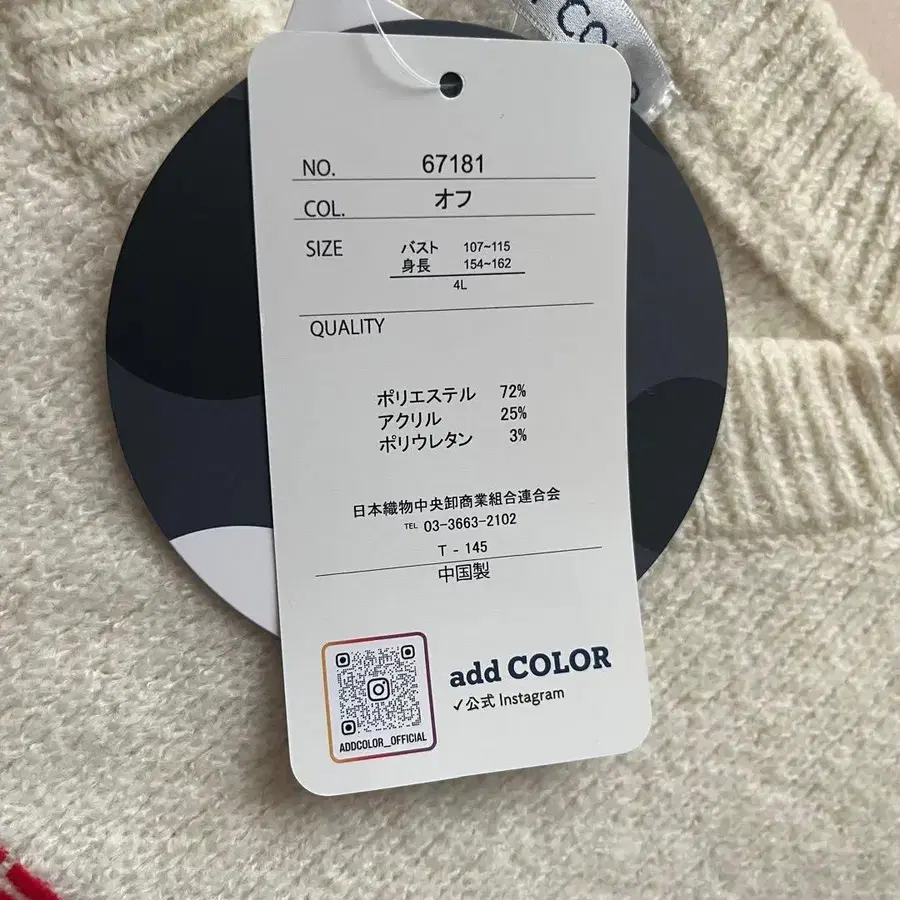 COL
NO. 67181
COL. オフ
SIZE バスト 107~115
身長 154~162
4L
QUALITY
ポリエステル 72%
アクリル 25%
ポリウレタン 3%
日本織物中央卸商業組合連合会
TEL 03-3663-2102
T - 145
中国製
add COLOR
✓公式 Instagram
ADDCOLOR_OFFICIAL